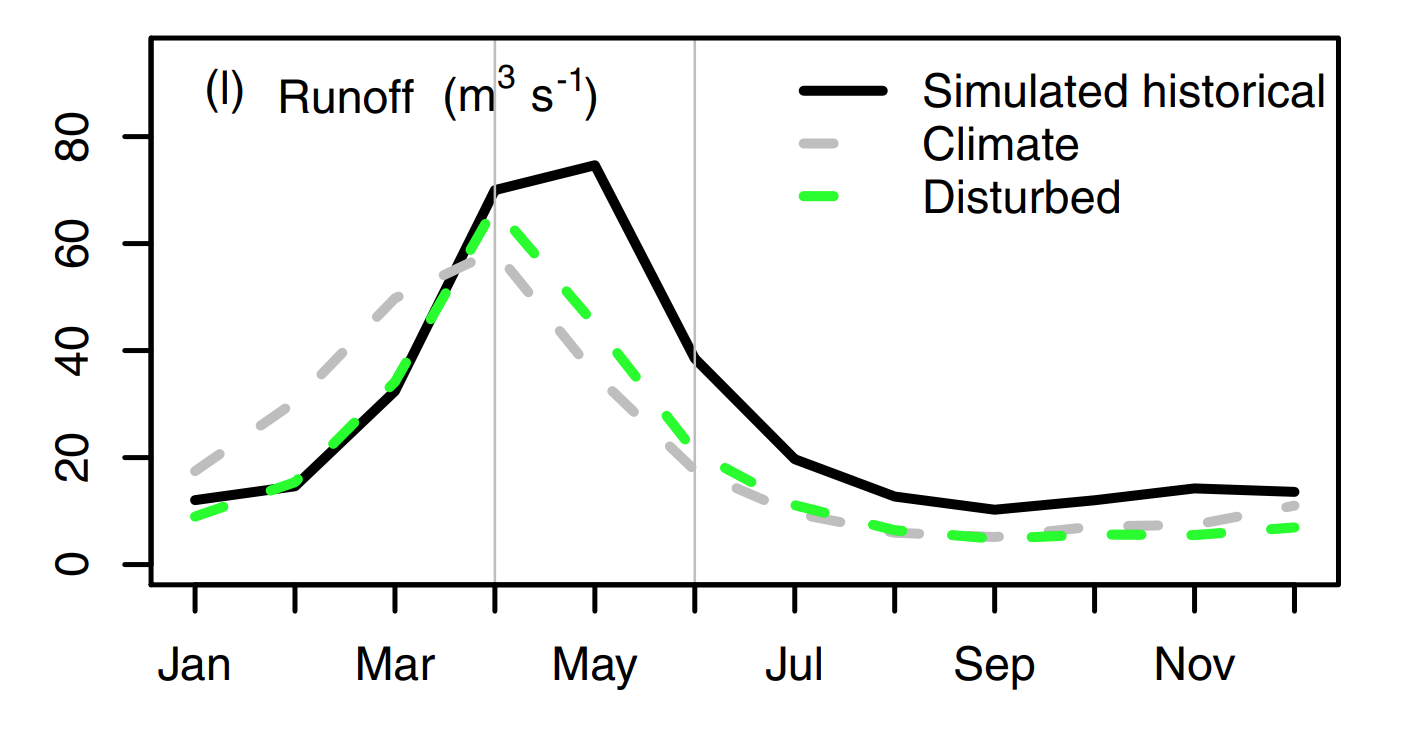 (l) Runoff (m³ s⁻¹)
Simulated historical
Climate
Disturbed
80
60
40
20
0
Jan Mar May Jul Sep Nov